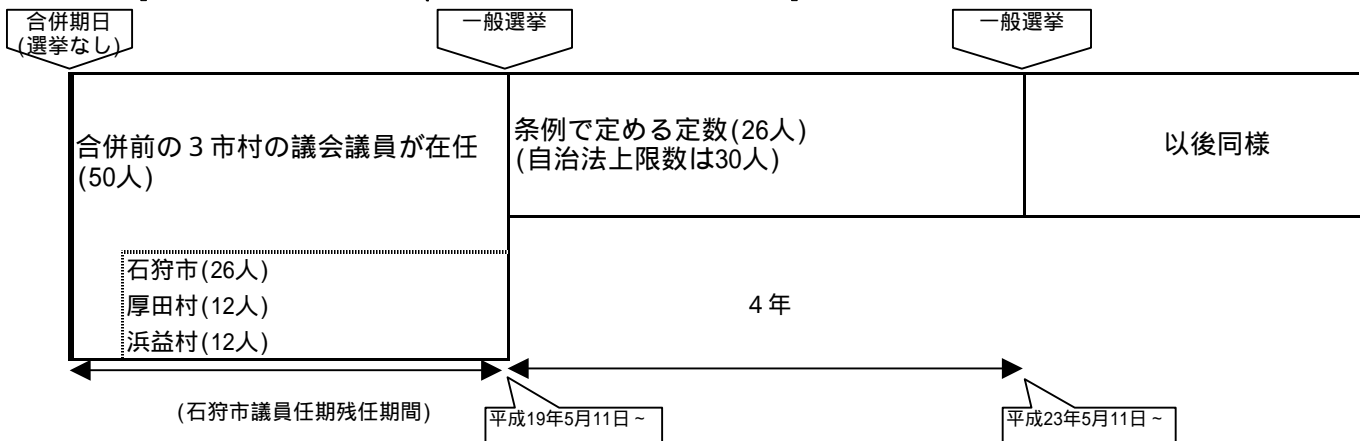 合併期日
(選挙なし)
一般選挙
一般選挙
合併前の３市村の議会議員が在任
(50人)
条例で定める定数(26人)
(自治法上限数は30人)
以後同様
石狩市(26人)
厚田村(12人)
浜益村(12人)
４年
(石狩市議員任期残任期間)
平成19年5月11日～
平成23年5月11日～